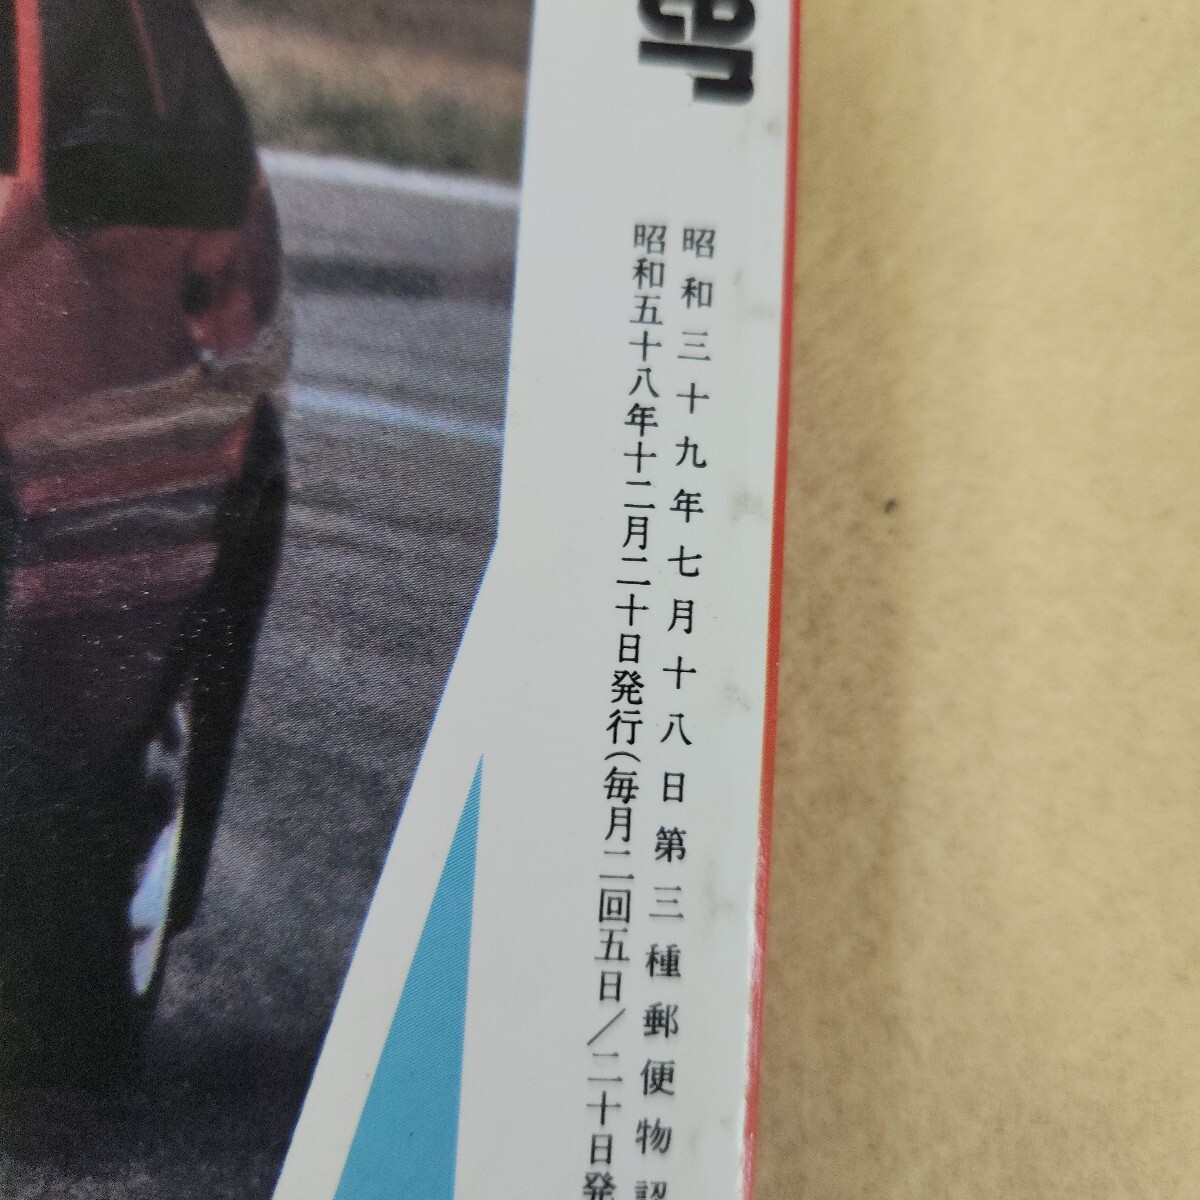 er
昭和三十九年七月十八日第三種郵便物認
昭和五十八年十二月二十日発行(毎月二回五日/二十日発